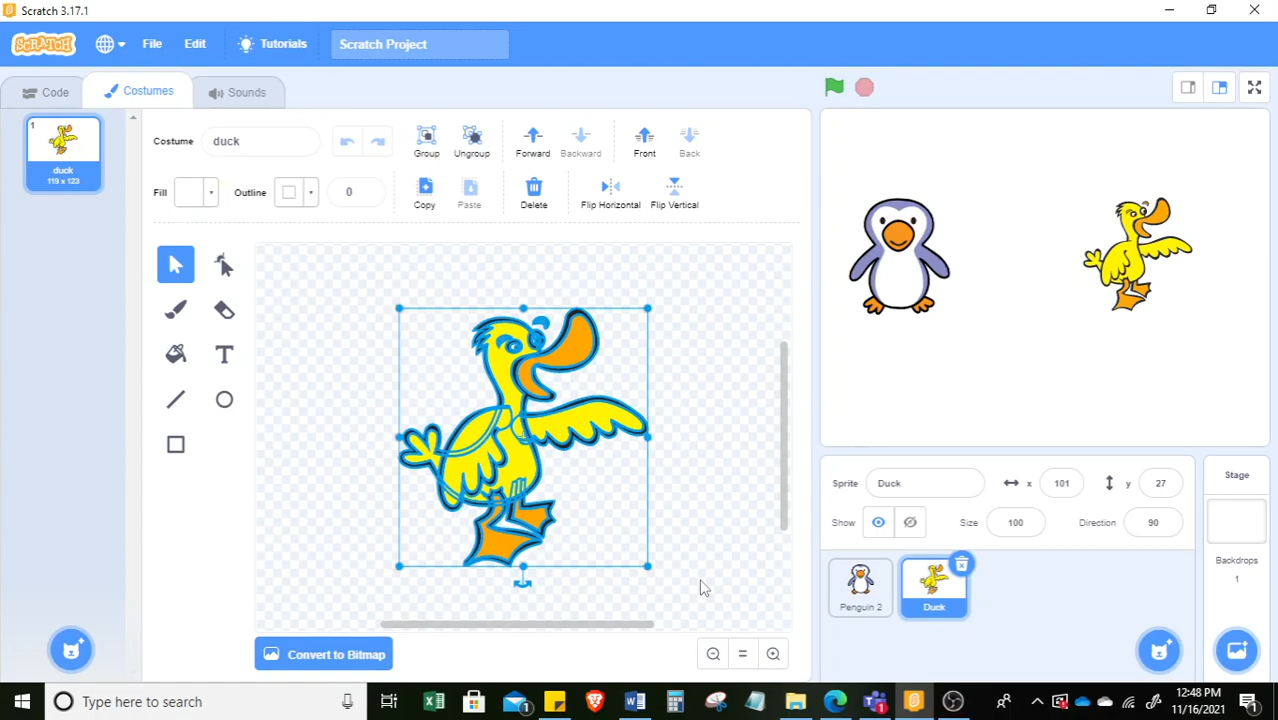 Scratch 3.17.1
SCRATCH File Edit Tutorials Scratch Project
Code Costumes Sounds
1
duck
119 x 123
Costume duck Group Ungroup Forward Backward Front Back
Fill Outline 0 Copy Paste Delete Flip Horizontal Flip Vertical
T
Convert to Bitmap
Sprite Duck x 101 y 27
Show Size 100 Direction 90
Penguin 2 Duck
Stage
Backdrops
1
Type here to search
12:48 PM
11/16/2021